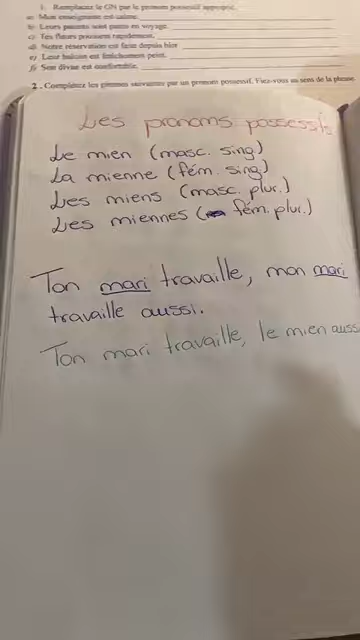 1. Remplacez le GN par le pronom possessif approprié.
a) Mon enseignante est calme.
b) Leurs parents sont partis en voyage.
c) Tes fleurs poussent rapidement.
d) Notre réservation est faite depuis hier
e) Leur balcon est fraîchement peint.
f) Son divan est confortable.
2. Complétez les phrases suivantes par un pronom possessif. Fiez-vous au sens de la phrase.
Les pronoms possessifs
Le mien (masc. sing.)
La mienne (fém. sing.)
Les miens (masc. plur.)
Les miennes (fém. plur.)
Ton mari travaille, mon mari
travaille aussi.
Ton mari travaille, le mien auss